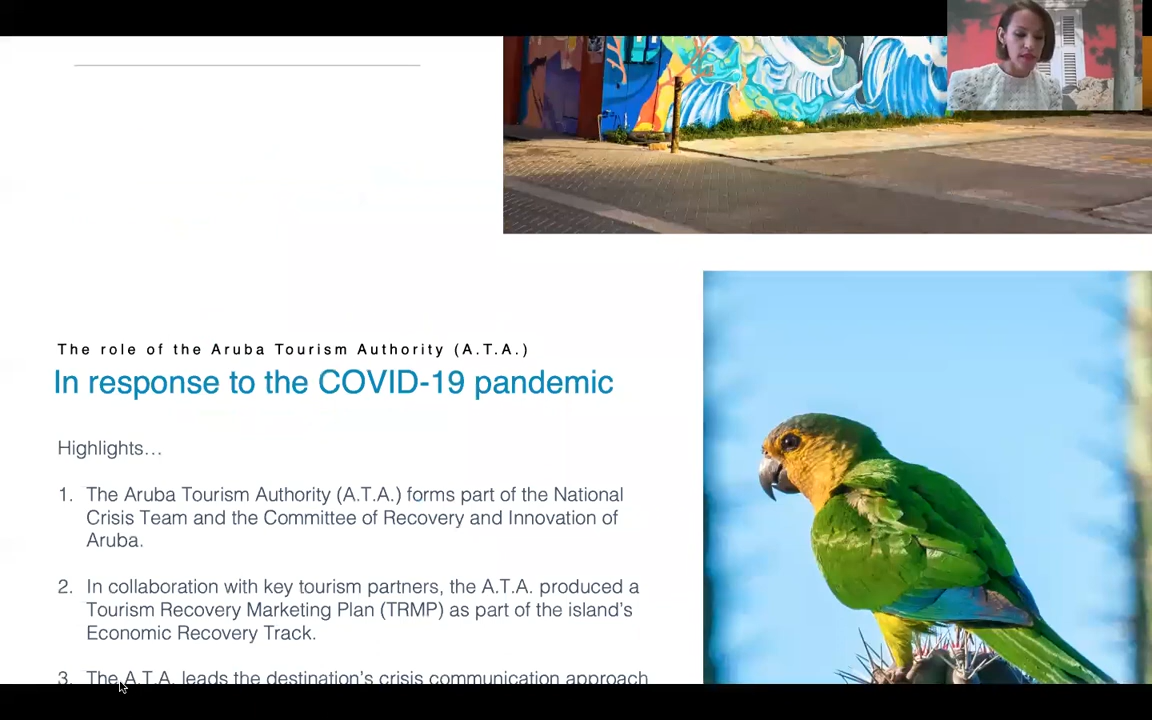 The role of the Aruba Tourism Authority (A.T.A.)
In response to the COVID-19 pandemic
Highlights…
1. The Aruba Tourism Authority (A.T.A.) forms part of the National
Crisis Team and the Committee of Recovery and Innovation of
Aruba.
2. In collaboration with key tourism partners, the A.T.A. produced a
Tourism Recovery Marketing Plan (TRMP) as part of the island’s
Economic Recovery Track.
3. The A.T.A. leads the destination’s crisis communication approach